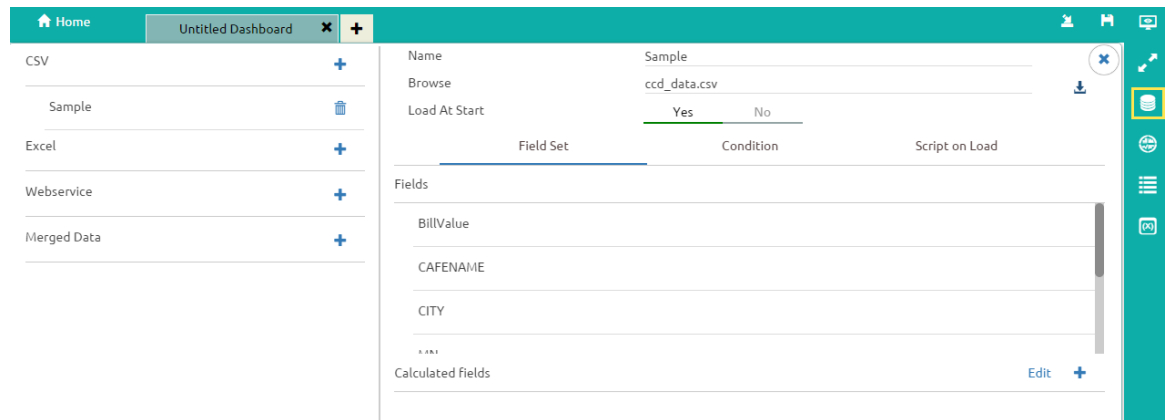 Home
Untitled Dashboard
CSV
Sample
Excel
Webservice
Merged Data
Name Sample
Browse ccd_data.csv
Load At Start Yes No
Field Set Condition Script on Load
Fields
BillValue
CAFENAME
CITY
Calculated fields Edit